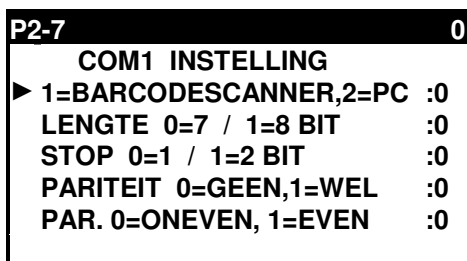 P2-7 0
COM1 INSTELLING
▶ 1=BARCODESCANNER,2=PC :0
LENGTE 0=7 / 1=8 BIT :0
STOP 0=1 / 1=2 BIT :0
PARITEIT 0=GEEN,1=WEL :0
PAR. 0=ONEVEN, 1=EVEN :0